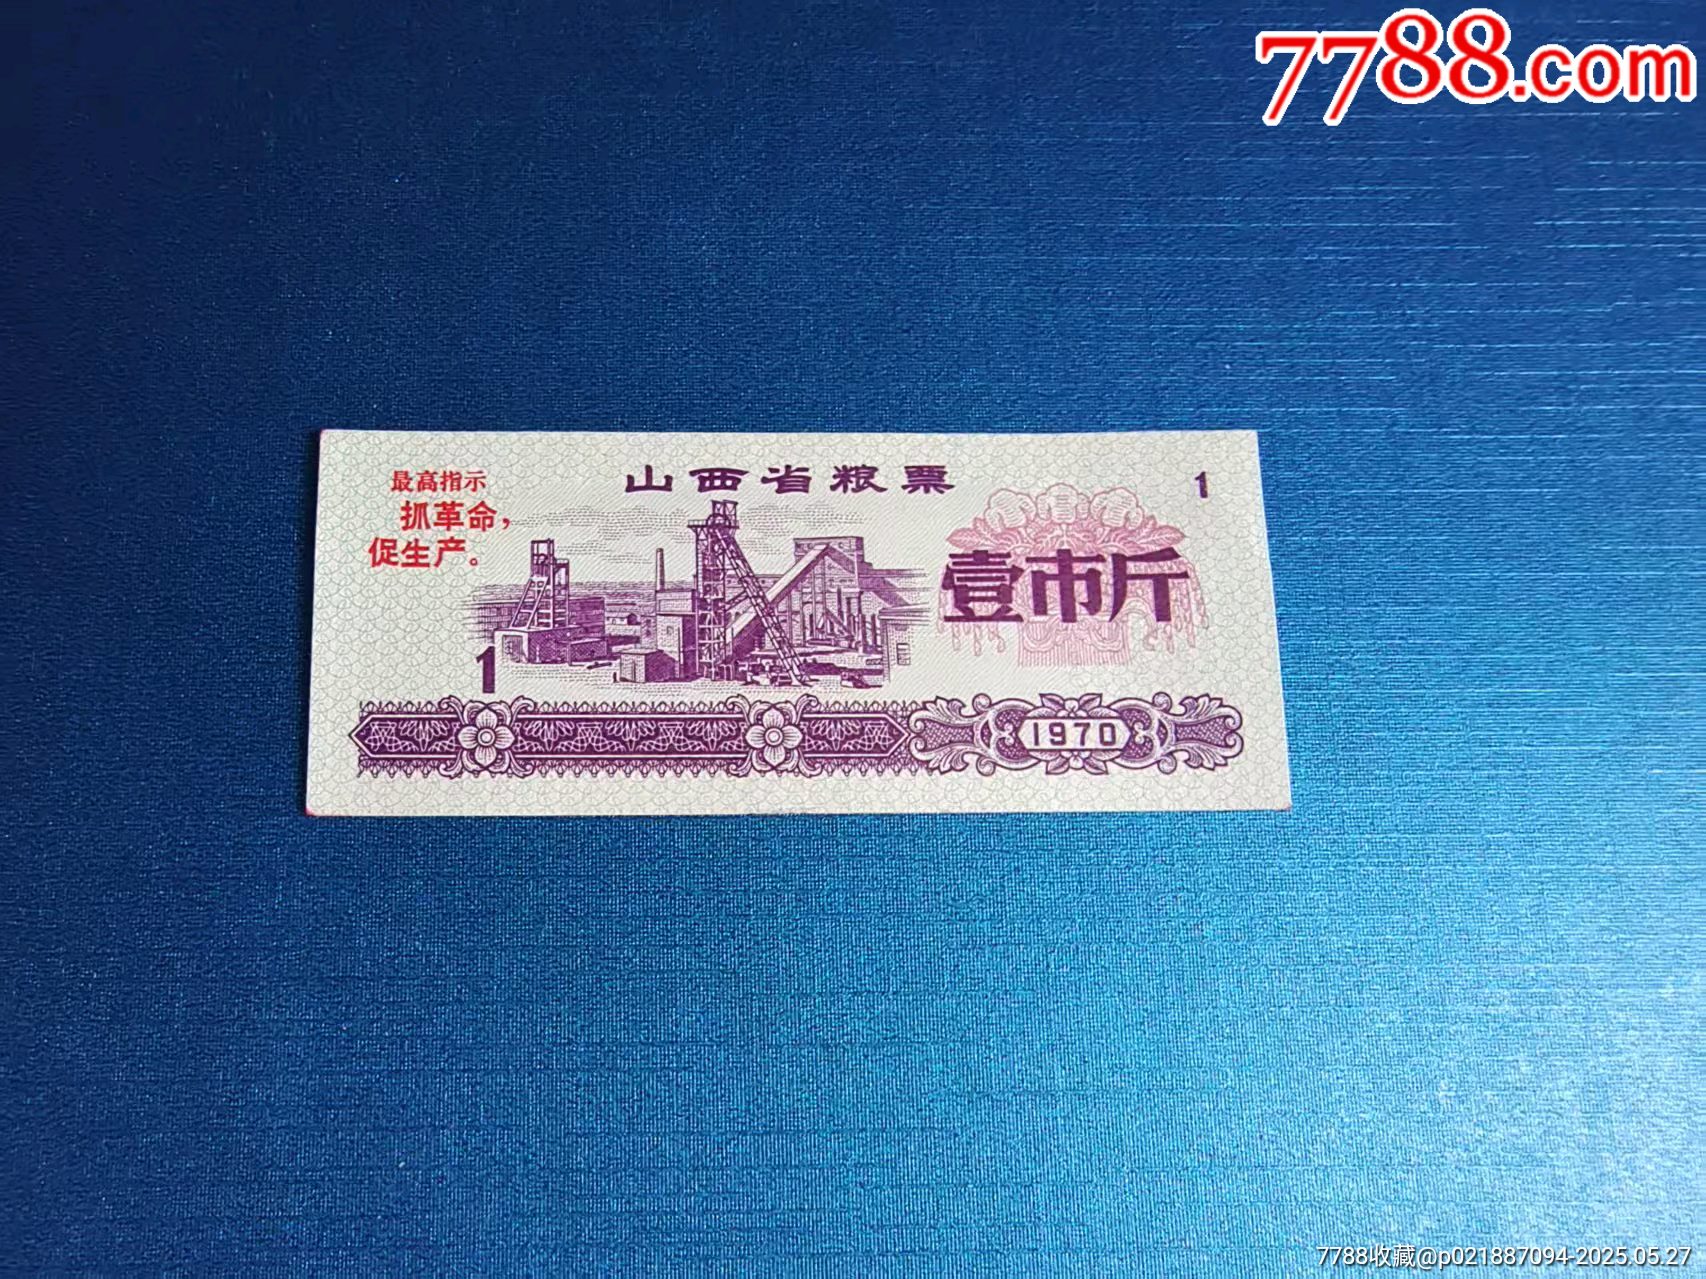 7788.com
山西省粮票
1
最高指示
抓革命，
促生产。
壹市斤
1
1970
7788收藏@p021887094-2025.05.27